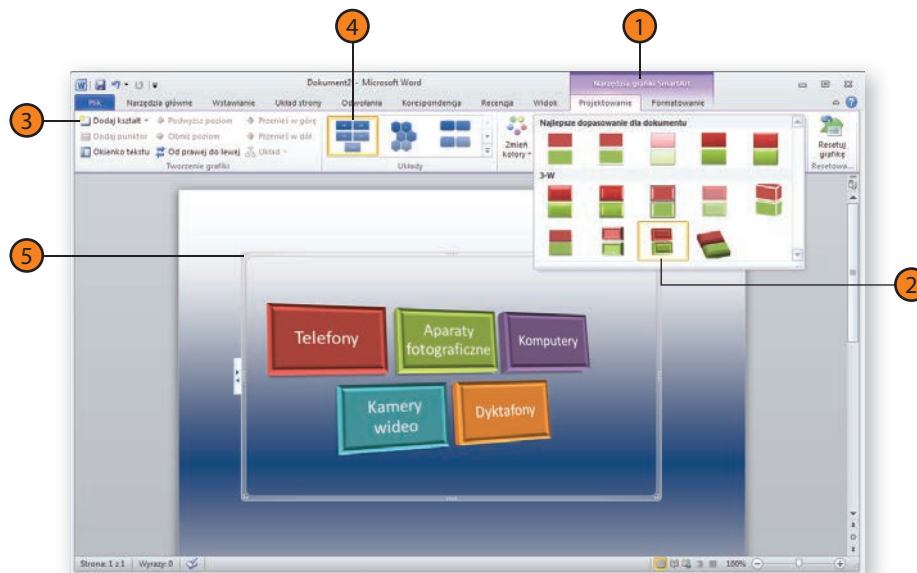 4
1
Dokument2 - Microsoft Word
Narzędzia grafiki SmartArt
Plik Narzędzia główne Wstawianie Układ strony Odwołania Korespondencja Recenzja Widok Projektowanie Formatowanie
3
Dodaj kształt Podwyższ poziom Przenieś w górę
Dodaj punktor Obniż poziom Przenieś w dół
Okienko tekstu Od prawej do lewej Układ
Tworzenie grafiki
Układy
Zmień kolory
Najlepsze dopasowanie dla dokumentu
3-W
Resetuj grafikę
Resetowa...
5
2
Telefony
Aparaty
fotograficzne
Komputery
Kamery
wideo
Dyktafony
Strona: 1 z 1 Wyrazy: 0
100%